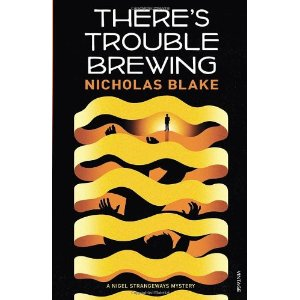 THERE'S
TROUBLE
BREWING
NICHOLAS BLAKE
A NIGEL STRANGEWAYS MYSTERY
VINTAGE